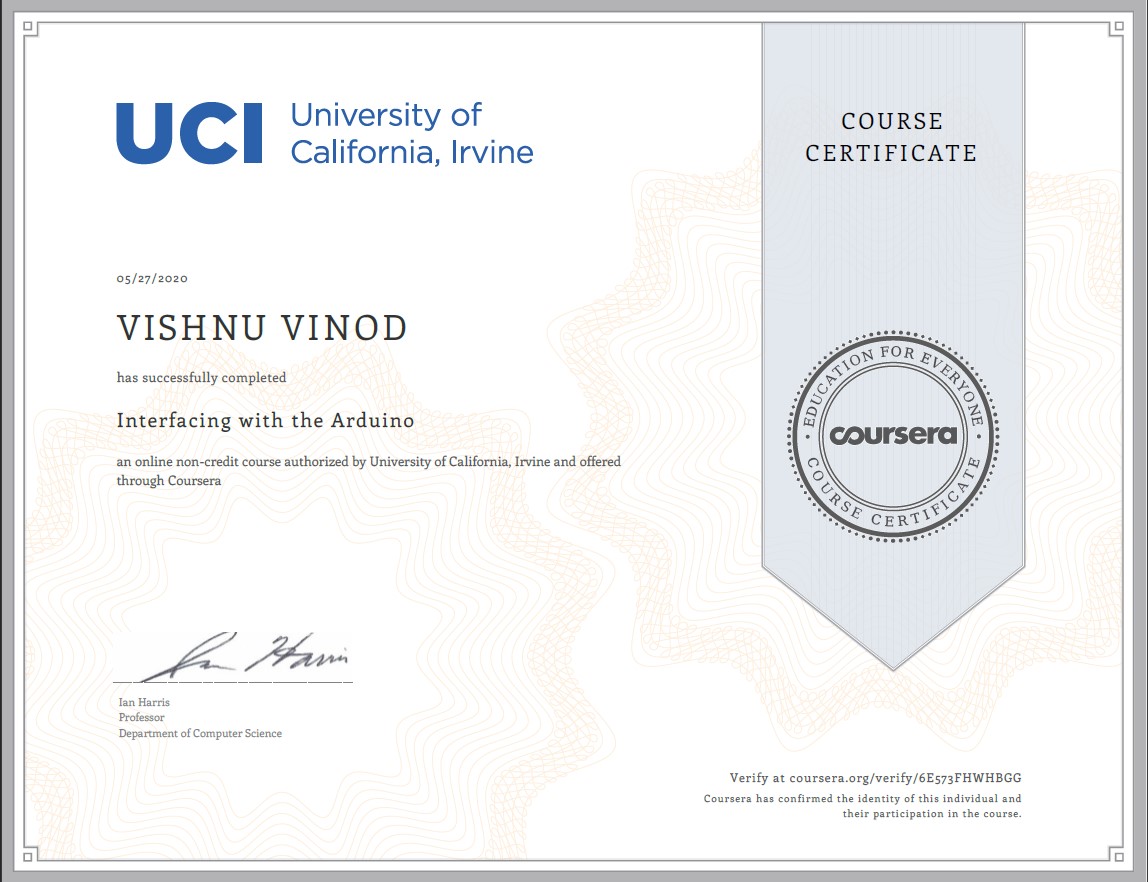 UCI University of
California, Irvine
COURSE
CERTIFICATE
05/27/2020
VISHNU VINOD
has successfully completed
Interfacing with the Arduino
an online non-credit course authorized by University of California, Irvine and offered
through Coursera
EDUCATION FOR EVERYONE
coursera
COURSE CERTIFICATE
Ian Harris
Ian Harris
Professor
Department of Computer Science
Verify at coursera.org/verify/6E573FHWHBGG
Coursera has confirmed the identity of this individual and
their participation in the course.